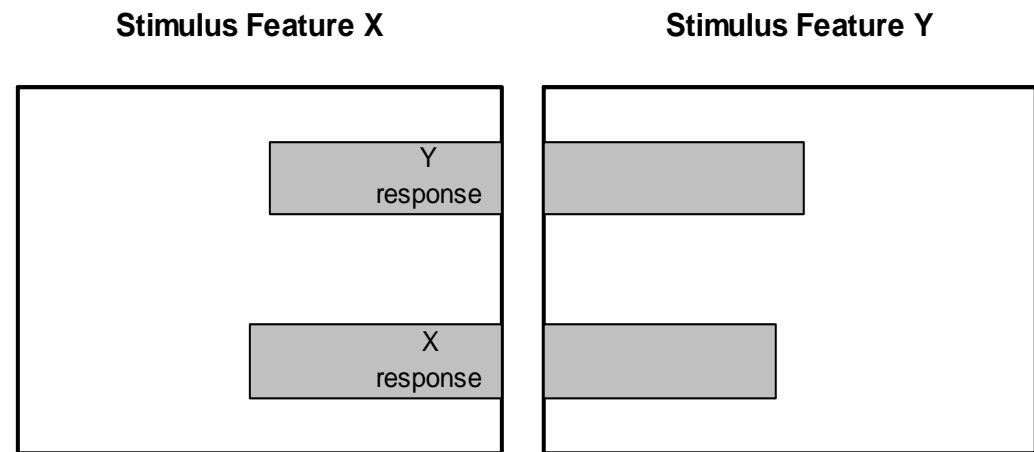 Stimulus Feature X
Stimulus Feature Y
Y
response
X
response